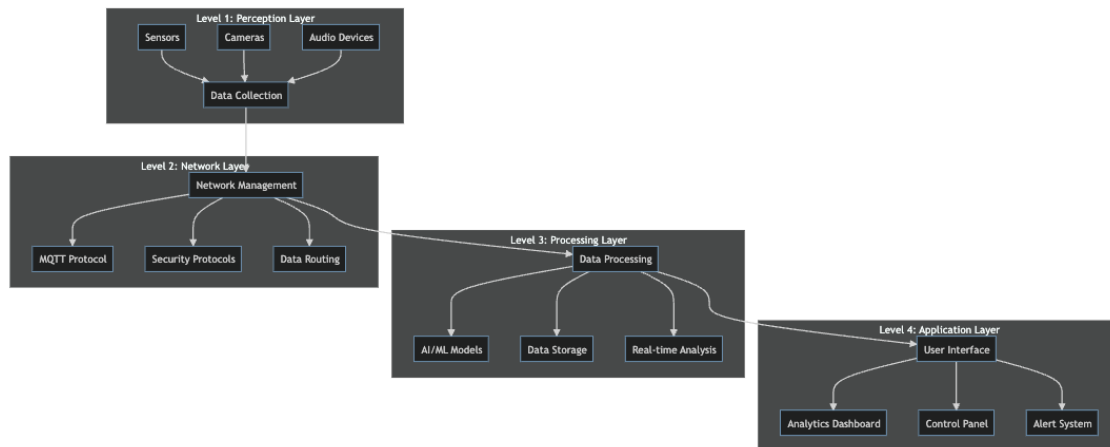 Level 1: Perception Layer
Sensors
Cameras
Audio Devices
Data Collection
Level 2: Network Layer
Network Management
MQTT Protocol
Security Protocols
Data Routing
Level 3: Processing Layer
Data Processing
AI/ML Models
Data Storage
Real-time Analysis
Level 4: Application Layer
User Interface
Analytics Dashboard
Control Panel
Alert System